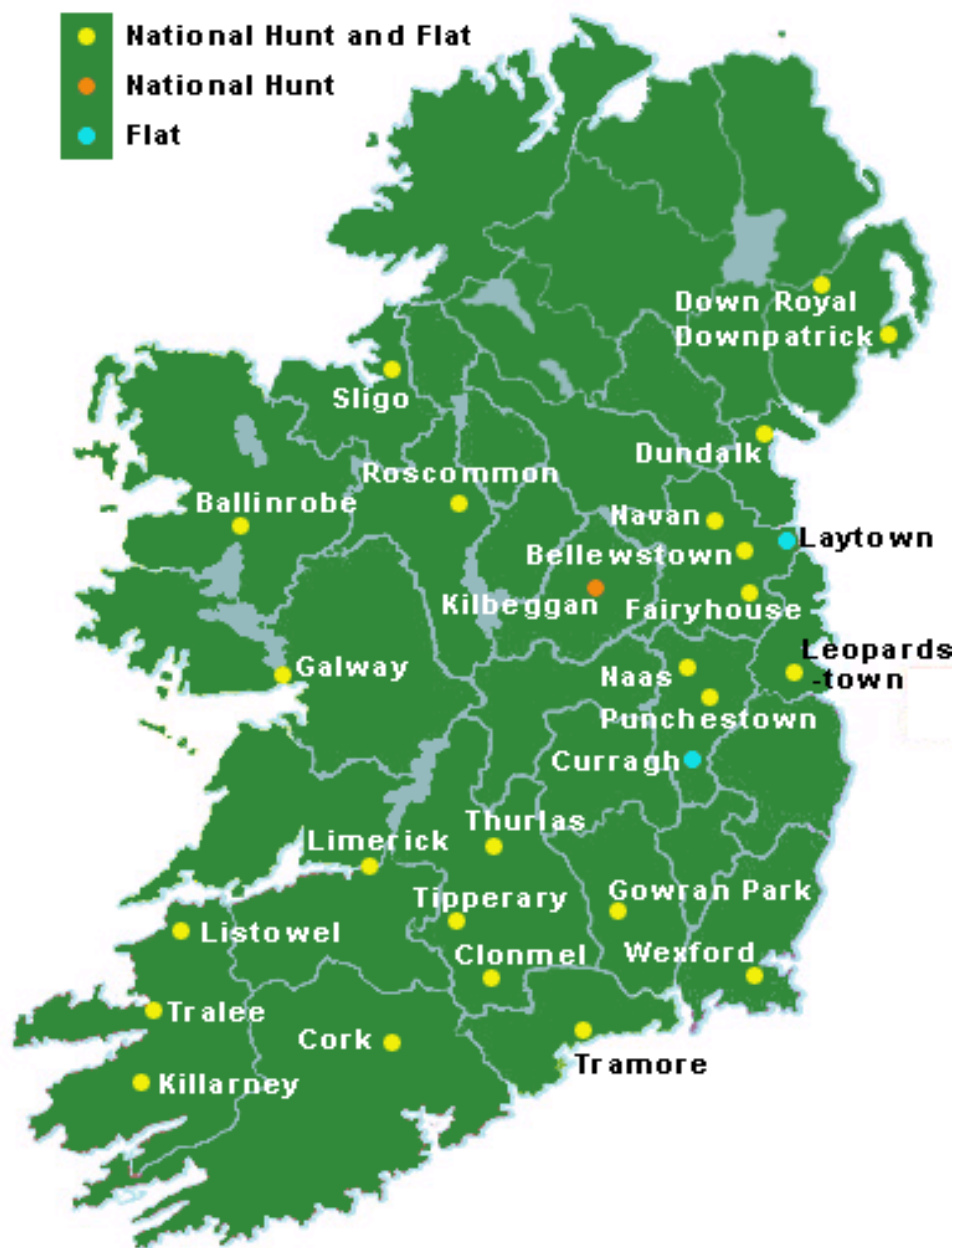 National Hunt and Flat
National Hunt
Flat
Down Royal
Downpatrick
Sligo
Dundalk
Roscommon
Ballinrobe
Navan
Laytown
Bellewstown
Kilbeggan
Fairyhouse
Leopards
-town
Galway
Naas
Punchestown
Curragh
Thurlas
Limerick
Gowran Park
Tipperary
Listowel
Clonmel
Wexford
Tralee
Cork
Tramore
Killarney